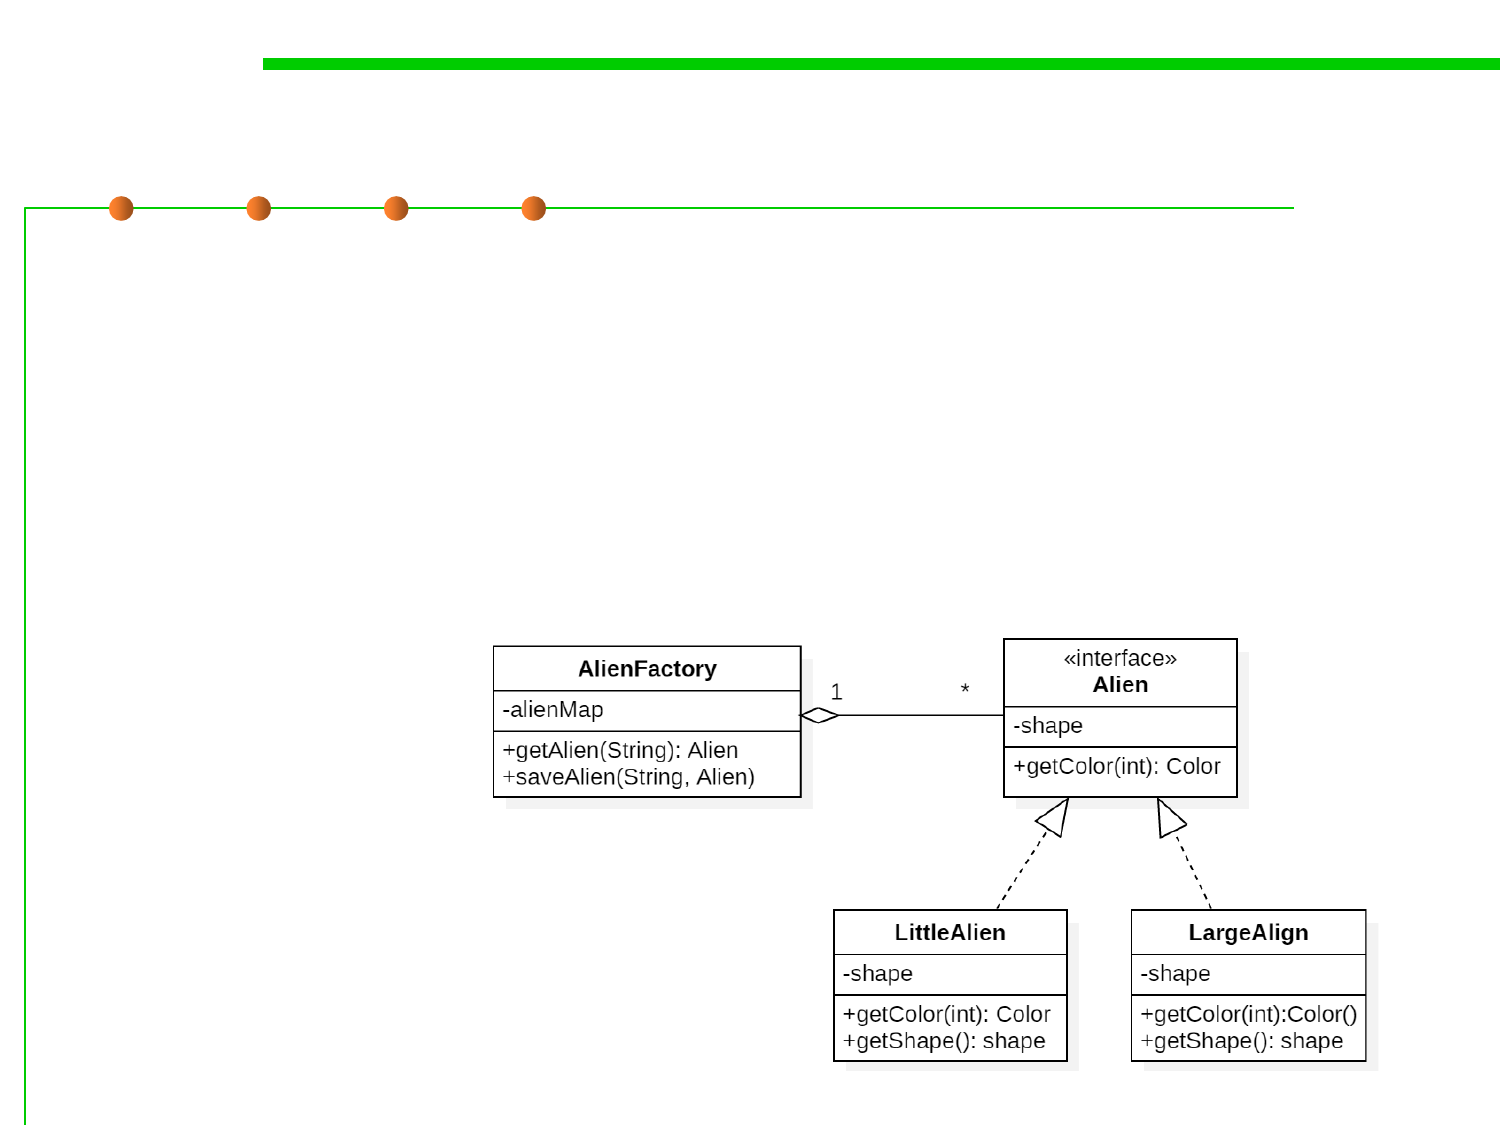 AlienFactory
-alienMap
+getAlien(String): Alien
+saveAlien(String, Alien)
1
*
«interface»
Alien
-shape
+getColor(int): Color
LittleAlien
-shape
+getColor(int): Color
+getShape(): shape
LargeAlign
-shape
+getColor(int):Color()
+getShape(): shape